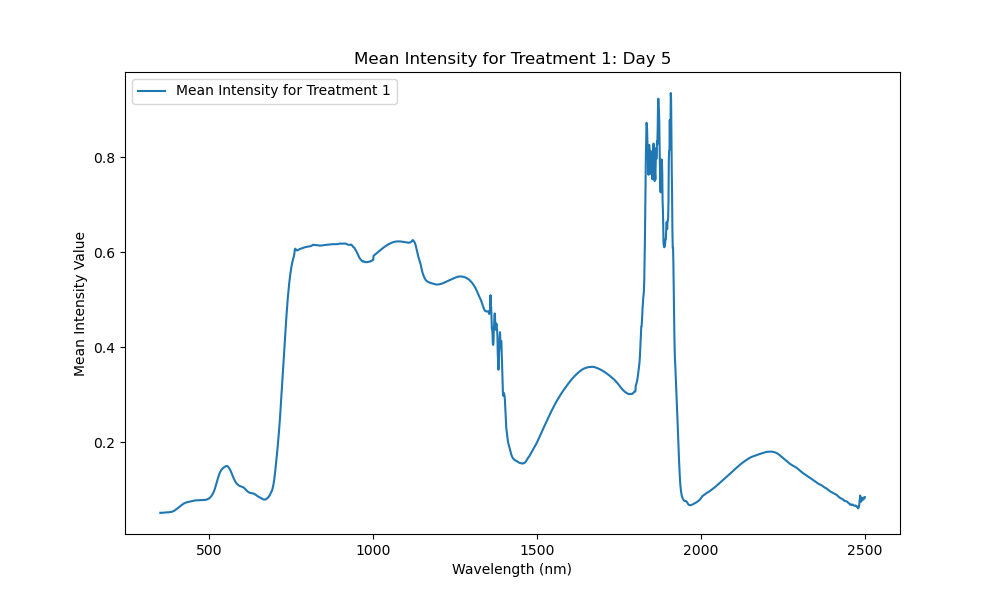 Mean Intensity for Treatment 1: Day 5
Mean Intensity for Treatment 1
Mean Intensity Value
0.8
0.6
0.4
0.2
500
1000
1500
2000
2500
Wavelength (nm)